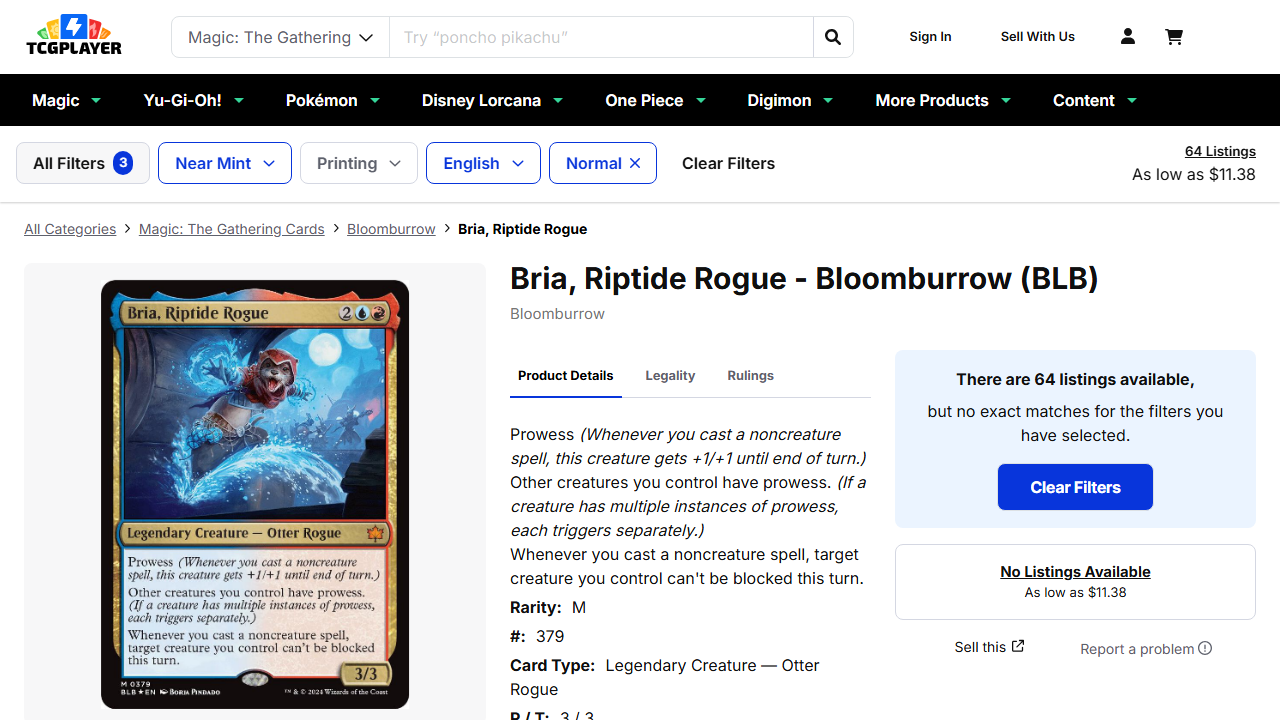 TCGPLAYER
Magic: The Gathering
Try “poncho pikachu”
Sign In
Sell With Us
Magic
Yu-Gi-Oh!
Pokémon
Disney Lorcana
One Piece
Digimon
More Products
Content
All Filters 3
Near Mint
Printing
English
Normal
Clear Filters
64 Listings
As low as $11.38
All Categories
Magic: The Gathering Cards
Bloomburrow
Bria, Riptide Rogue
Bria, Riptide Rogue
2
Legendary Creature — Otter Rogue
Prowess (Whenever you cast a noncreature
spell, this creature gets +1/+1 until end of turn.)
Other creatures you control have prowess.
(If a creature has multiple instances of prowess,
each triggers separately.)
Whenever you cast a noncreature spell,
target creature you control can't be blocked
this turn.
3/3
M 0379
BLB ★ EN Borja Pindado
™ & © 2024 Wizards of the Coast
Bria, Riptide Rogue - Bloomburrow (BLB)
Bloomburrow
Product Details
Legality
Rulings
Prowess (Whenever you cast a noncreature
spell, this creature gets +1/+1 until end of turn.)
Other creatures you control have prowess. (If a
creature has multiple instances of prowess,
each triggers separately.)
Whenever you cast a noncreature spell, target
creature you control can't be blocked this turn.
Rarity: M
#: 379
Card Type: Legendary Creature — Otter
Rogue
P / T: 3 / 3
There are 64 listings available,
but no exact matches for the filters you
have selected.
Clear Filters
No Listings Available
As low as $11.38
Sell this
Report a problem